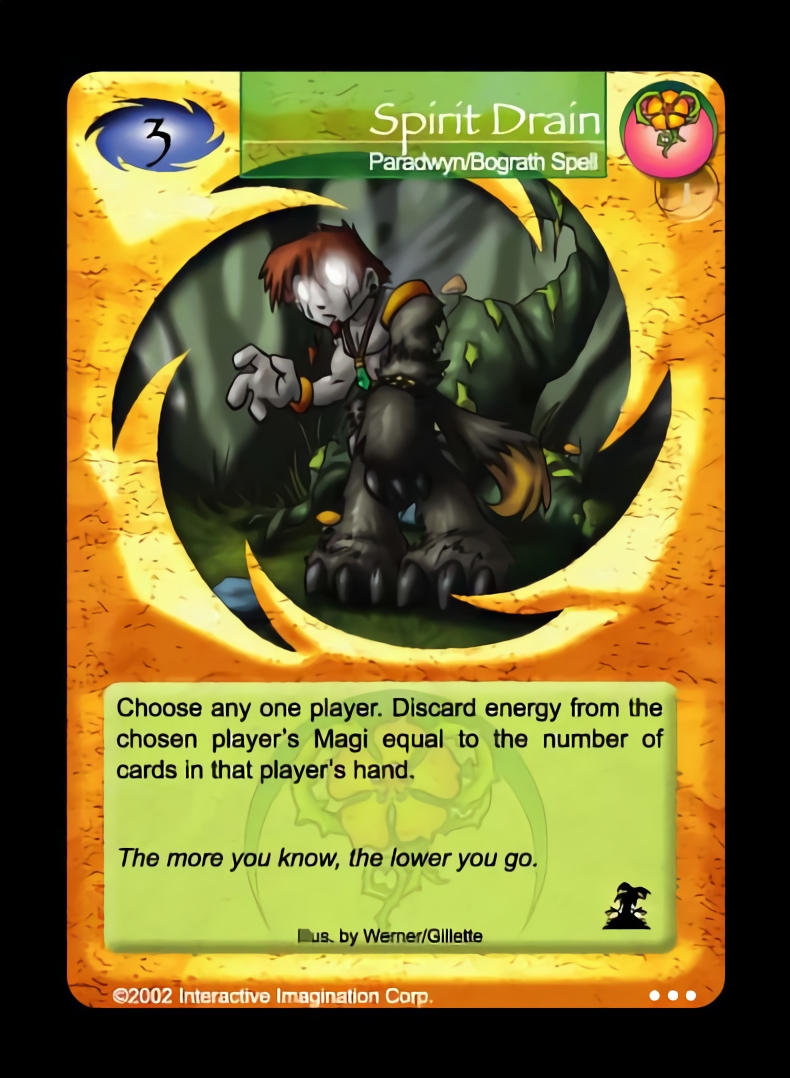 3
Spirit Drain
Paradwyn/Bograth Spell
Choose any one player. Discard energy from the
chosen player's Magi equal to the number of
cards in that player's hand.
The more you know, the lower you go.
Illus. by Werner/Gillette
©2002 Interactive Imagination Corp.